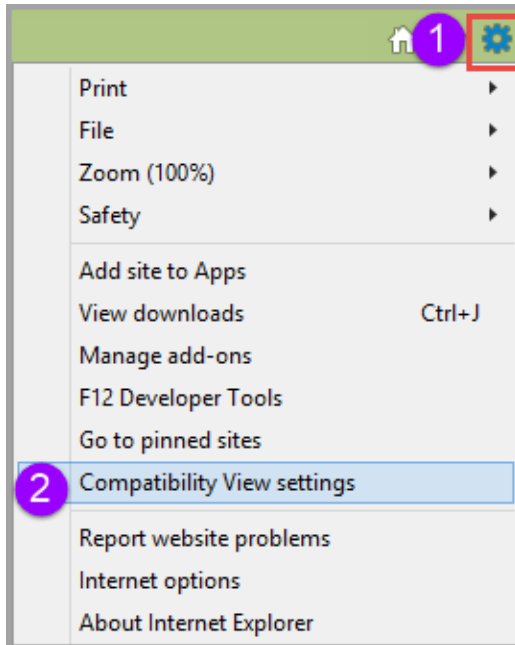 1
Print
File
Zoom (100%)
Safety
Add site to Apps
View downloads Ctrl+J
Manage add-ons
F12 Developer Tools
Go to pinned sites
2 Compatibility View settings
Report website problems
Internet options
About Internet Explorer